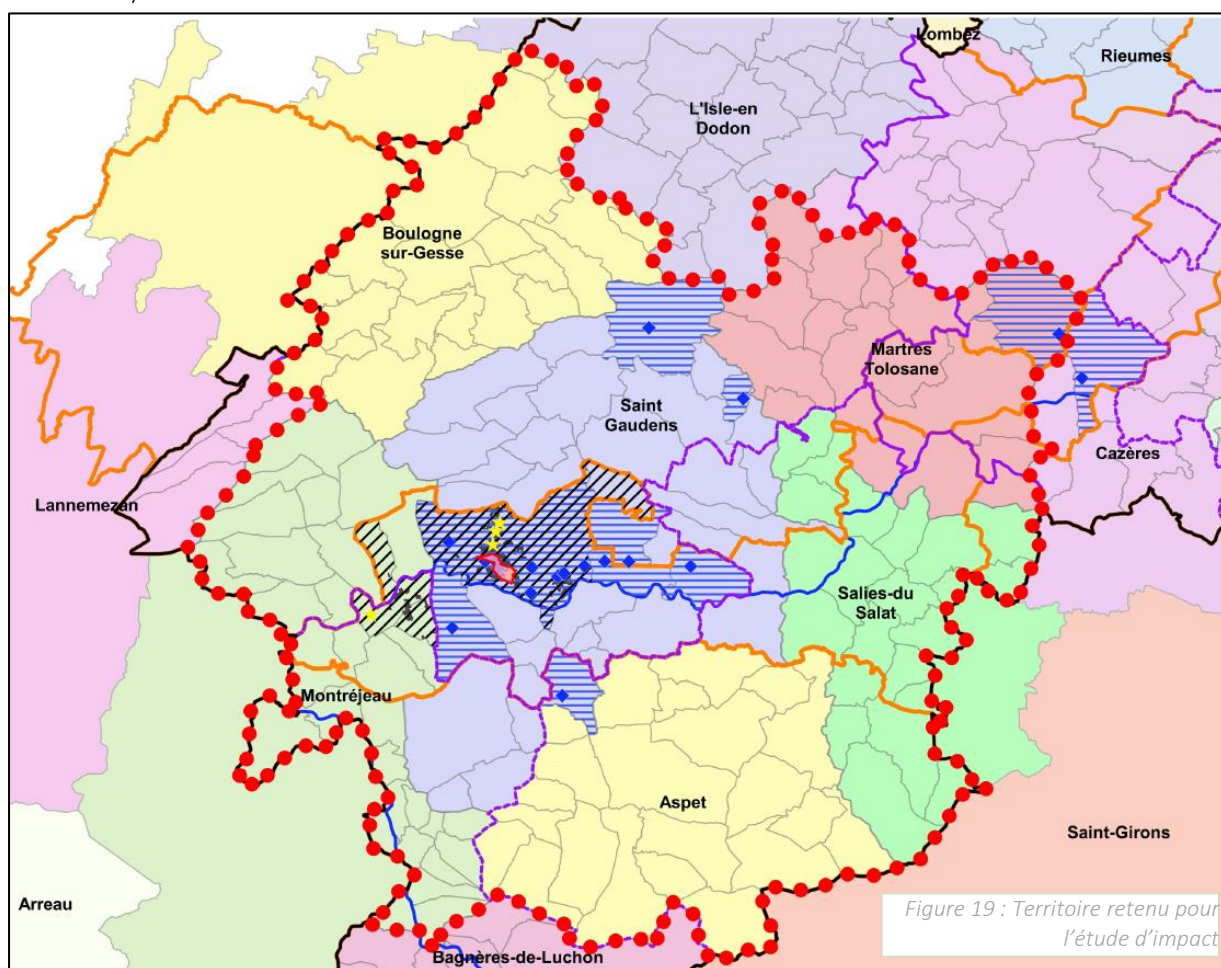 Lombez
Rieumes
L'Isle-en
Dodon
Boulogne
sur-Gesse
Martres
Tolosane
Saint
Gaudens
Cazères
Lannemezan
Salies-du
Salat
Montréjeau
Aspet
Saint-Girons
Arreau
Figure 19 : Territoire retenu pour
l'étude d'impact
Bagnères-de-Luchon